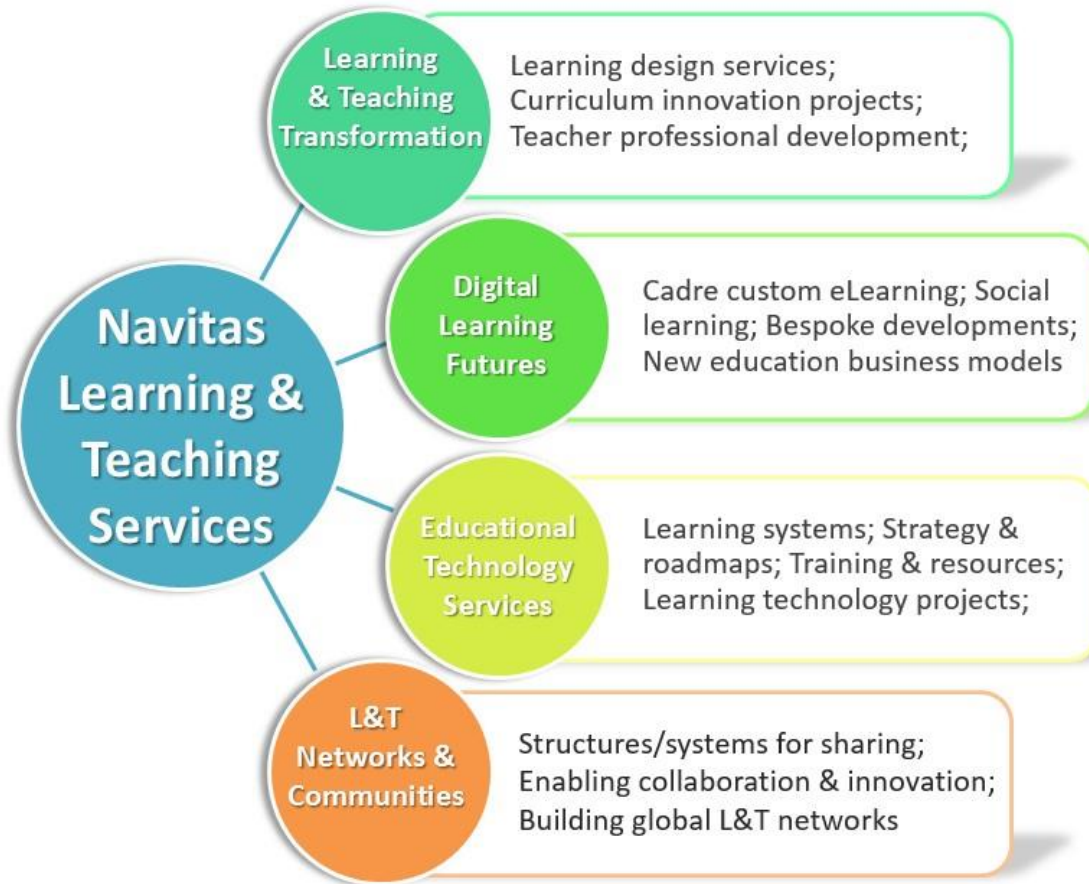 Navitas
Learning &
Teaching
Services
Learning
& Teaching
Transformation
Learning design services;
Curriculum innovation projects;
Teacher professional development;
Digital
Learning
Futures
Cadre custom eLearning; Social
learning; Bespoke developments;
New education business models
Educational
Technology
Services
Learning systems; Strategy &
roadmaps; Training & resources;
Learning technology projects;
L&T
Networks &
Communities
Structures/systems for sharing;
Enabling collaboration & innovation;
Building global L&T networks